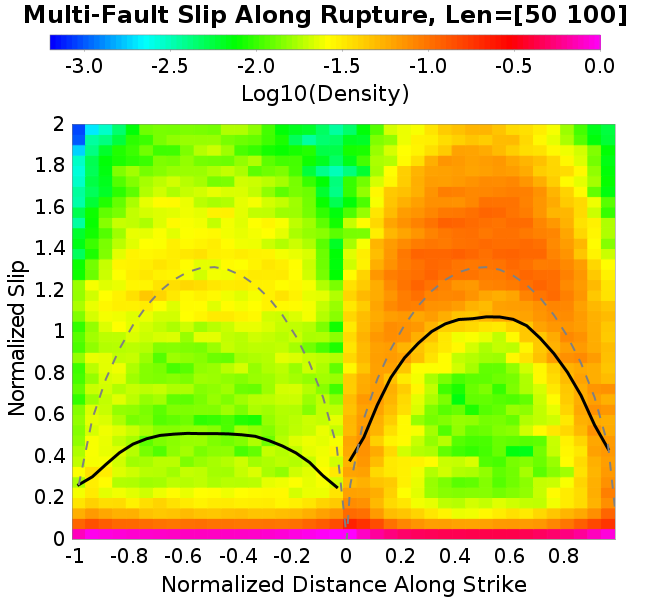 Multi-Fault Slip Along Rupture, Len=[50 100]
-3.0 -2.5 -2.0 -1.5 -1.0 -0.5 0.0
Log10(Density)
Normalized Slip
2
1.8
1.6
1.4
1.2
1
0.8
0.6
0.4
0.2
0
-1 -0.8 -0.6 -0.4 -0.2 0 0.2 0.4 0.6 0.8
Normalized Distance Along Strike